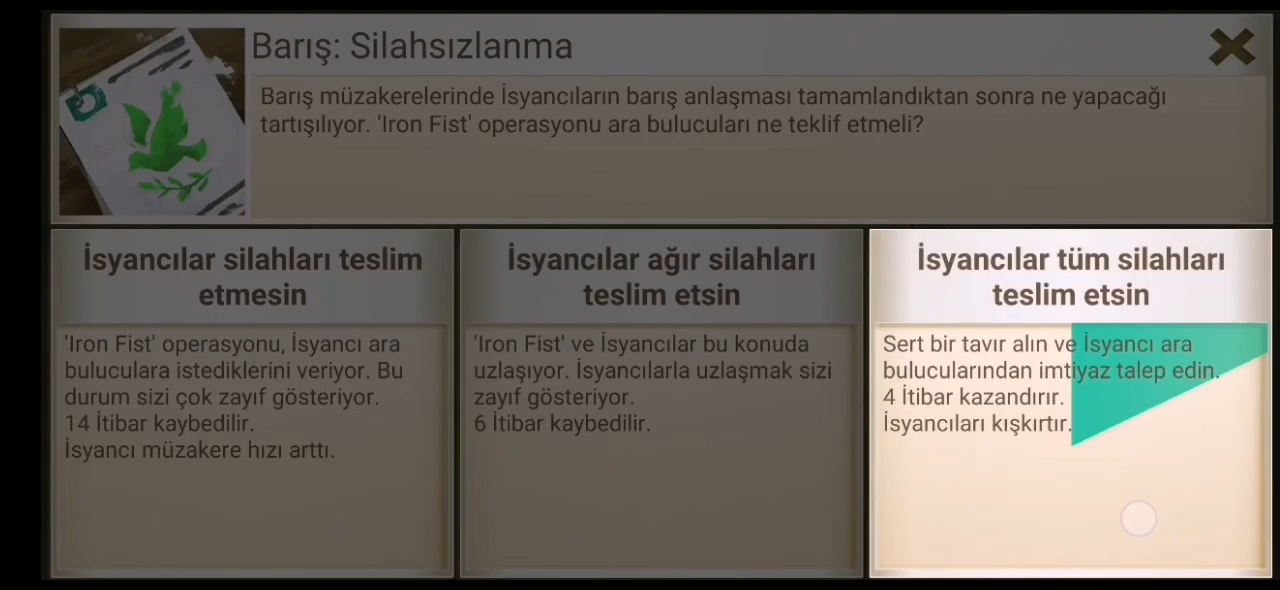 Barış: Silahsızlanma
Barış müzakerelerinde İsyancıların barış anlaşması tamamlandıktan sonra ne yapacağı
tartışılıyor. 'Iron Fist' operasyonu ara bulucuları ne teklif etmeli?
İsyancılar silahları teslim
etmesin
'Iron Fist' operasyonu, İsyancı ara
buluculara istediklerini veriyor. Bu
durum sizi çok zayıf gösteriyor.
14 İtibar kaybedilir.
İsyancı müzakere hızı arttı.
İsyancılar ağır silahları
teslim etsin
'Iron Fist' ve İsyancılar bu konuda
uzlaşıyor. İsyancılarla uzlaşmak sizi
zayıf gösteriyor.
6 İtibar kaybedilir.
İsyancılar tüm silahları
teslim etsin
Sert bir tavır alın ve İsyancı ara
bulucularından imtiyaz talep edin.
4 İtibar kazandırır.
İsyancıları kışkırtır.